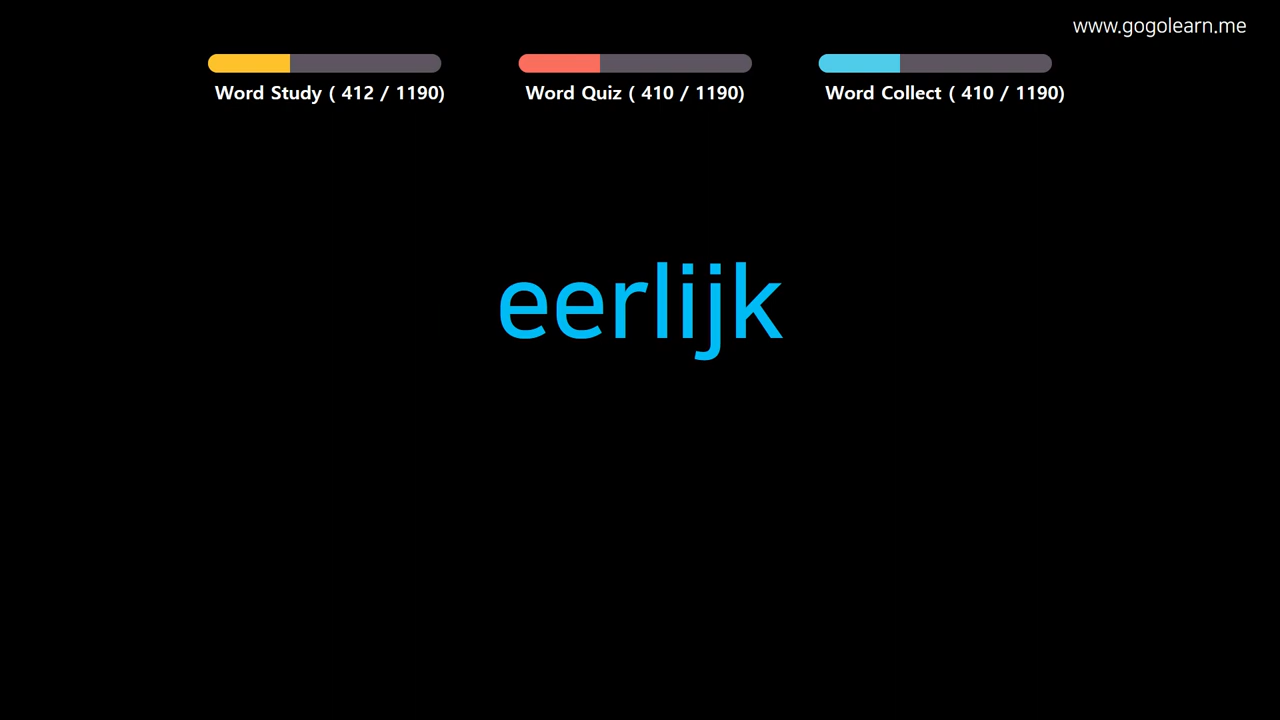 www.gogolearn.me
Word Study ( 412 / 1190)
Word Quiz ( 410 / 1190)
Word Collect ( 410 / 1190)
eerlijk